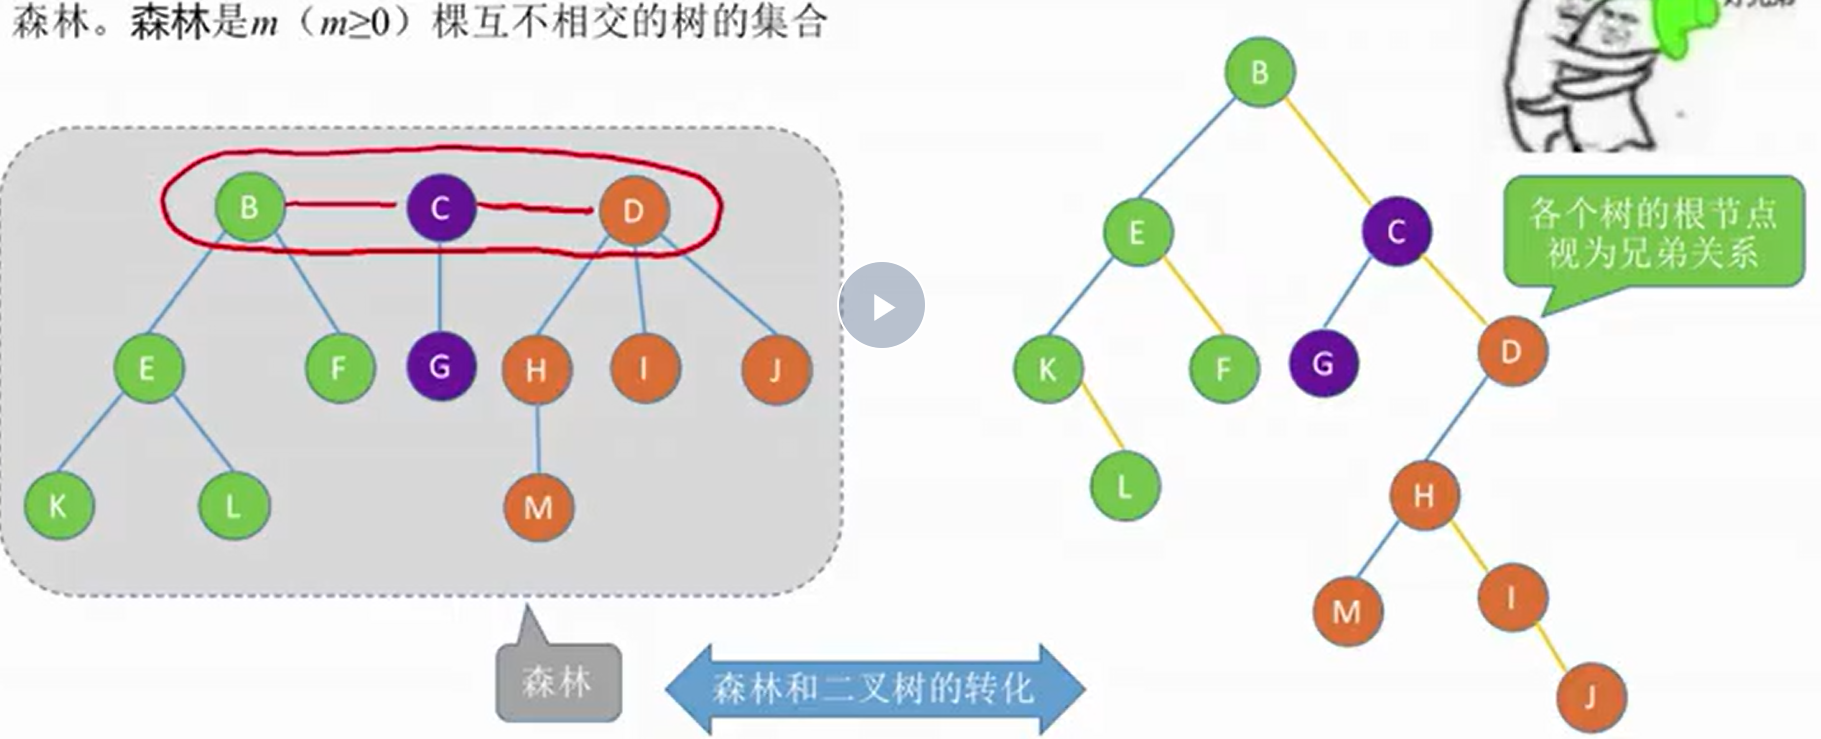 森林。森林是m（m≥0）棵互不相交的树的集合
B C D
E F G H I J
K L M
森林
森林和二叉树的转化
B
E C
K F G D
L
H
M I
J
各个树的根节点
视为兄弟关系